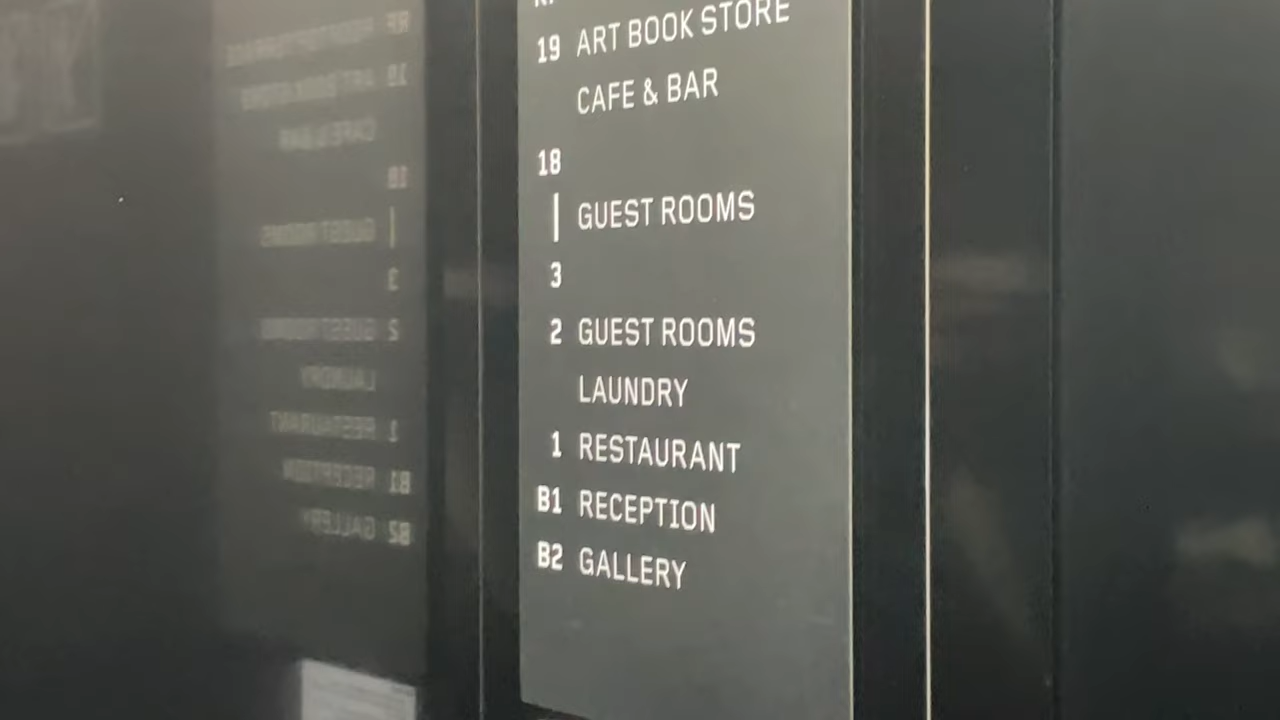 19 ART BOOK STORE
CAFE & BAR
18
| GUEST ROOMS
3
2 GUEST ROOMS
LAUNDRY
1 RESTAURANT
B1 RECEPTION
B2 GALLERY